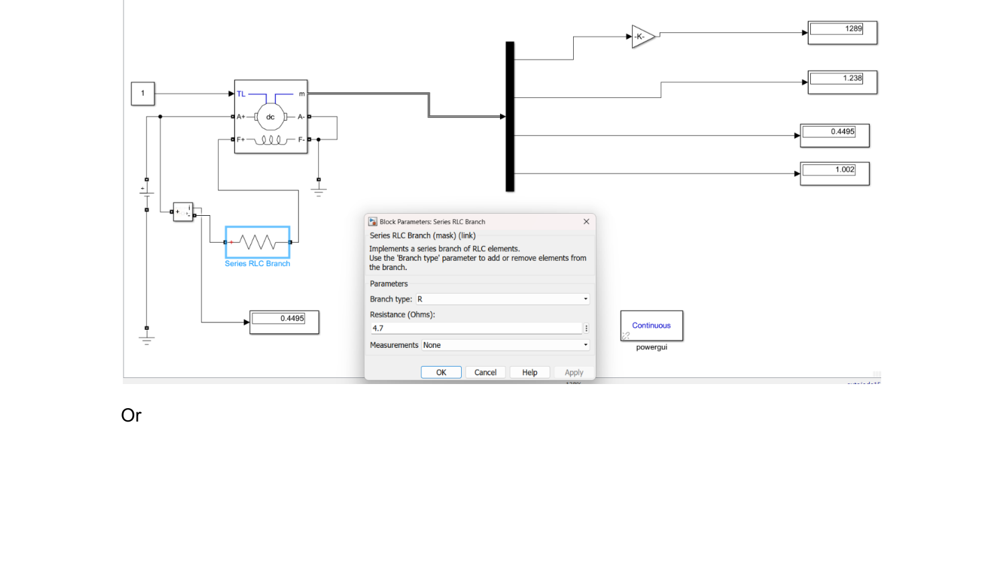 -K-
1289
1.238
1
TL
m
A+
dc
A-
F+
F-
0.4495
1.002
+
+
i
-
+
Series RLC Branch
0.4495
Block Parameters: Series RLC Branch
Series RLC Branch (mask) (link)
Implements a series branch of RLC elements.
Use the 'Branch type' parameter to add or remove elements from
the branch.
Parameters
Branch type: R
Resistance (Ohms):
4.7
Measurements None
OK Cancel Help Apply
Continuous
powergui
Or